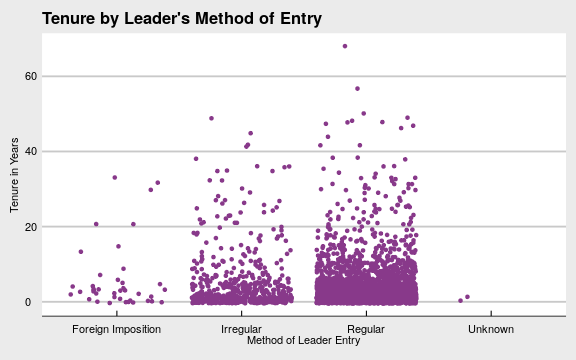 Tenure by Leader's Method of Entry
Tenure in Years
60
40
20
0
Foreign Imposition
Irregular
Regular
Unknown
Method of Leader Entry